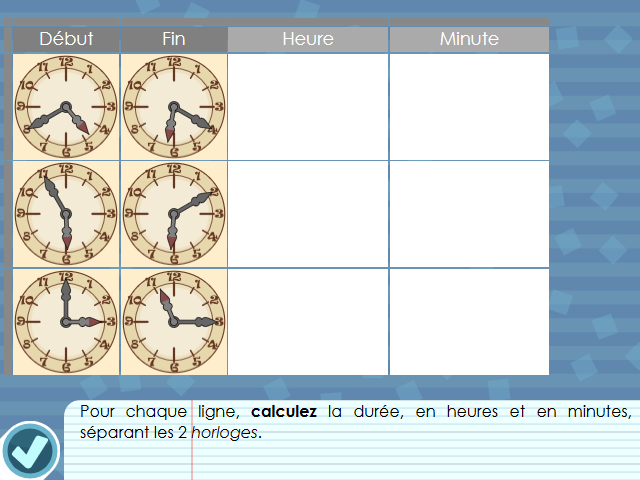 Début Fin Heure Minute
12 1 2 3 4 5 6 7 8 9 10 11
12 1 2 3 4 5 6 7 8 9 10 11
12 1 2 3 4 5 6 7 8 9 10 11
12 1 2 3 4 5 6 7 8 9 10 11
12 1 2 3 4 5 6 7 8 9 10 11
12 1 2 3 4 5 6 7 8 9 10 11
Pour chaque ligne, calculez la durée, en heures et en minutes,
séparant les 2 horloges.